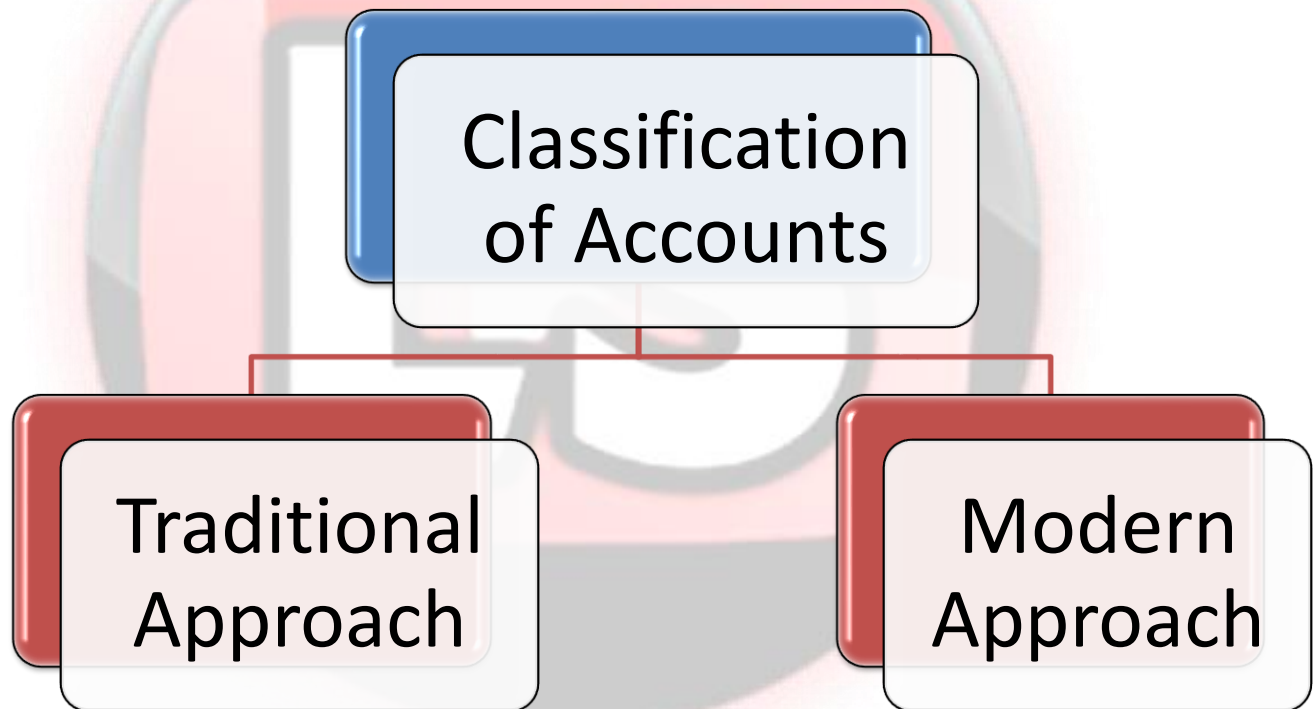 Classification
of Accounts
Traditional
Approach
Modern
Approach